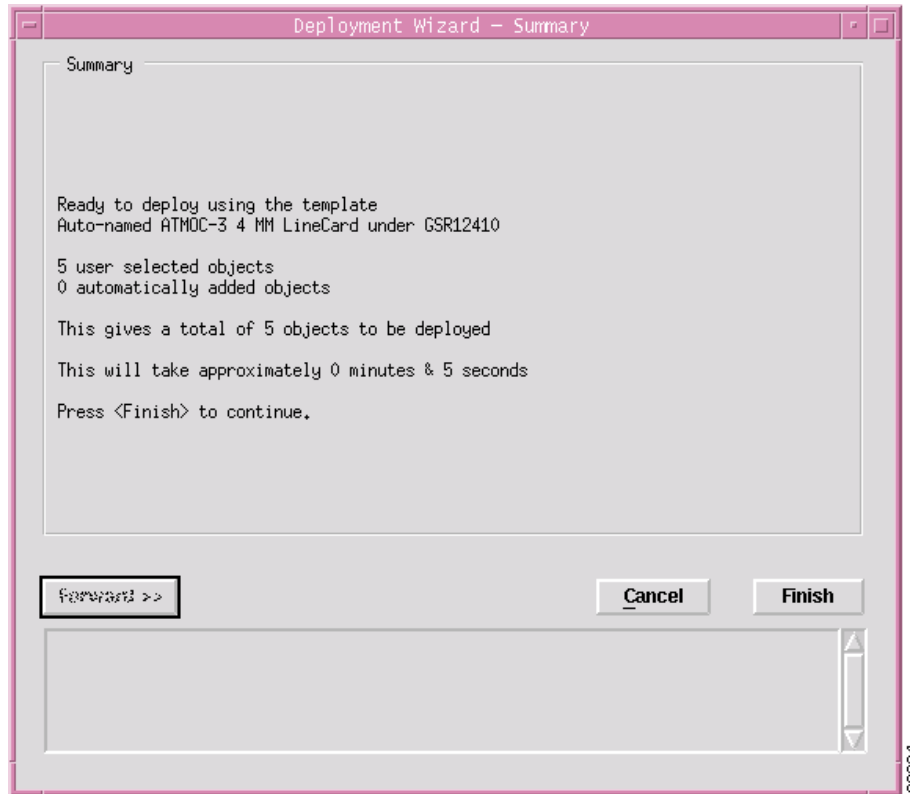 Deployment Wizard – Summary
Summary
Ready to deploy using the template
Auto-named ATMOC-3 4 MM LineCard under GSR12410
5 user selected objects
0 automatically added objects
This gives a total of 5 objects to be deployed
This will take approximately 0 minutes & 5 seconds
Press <Finish> to continue.
Forward >>
Cancel
Finish